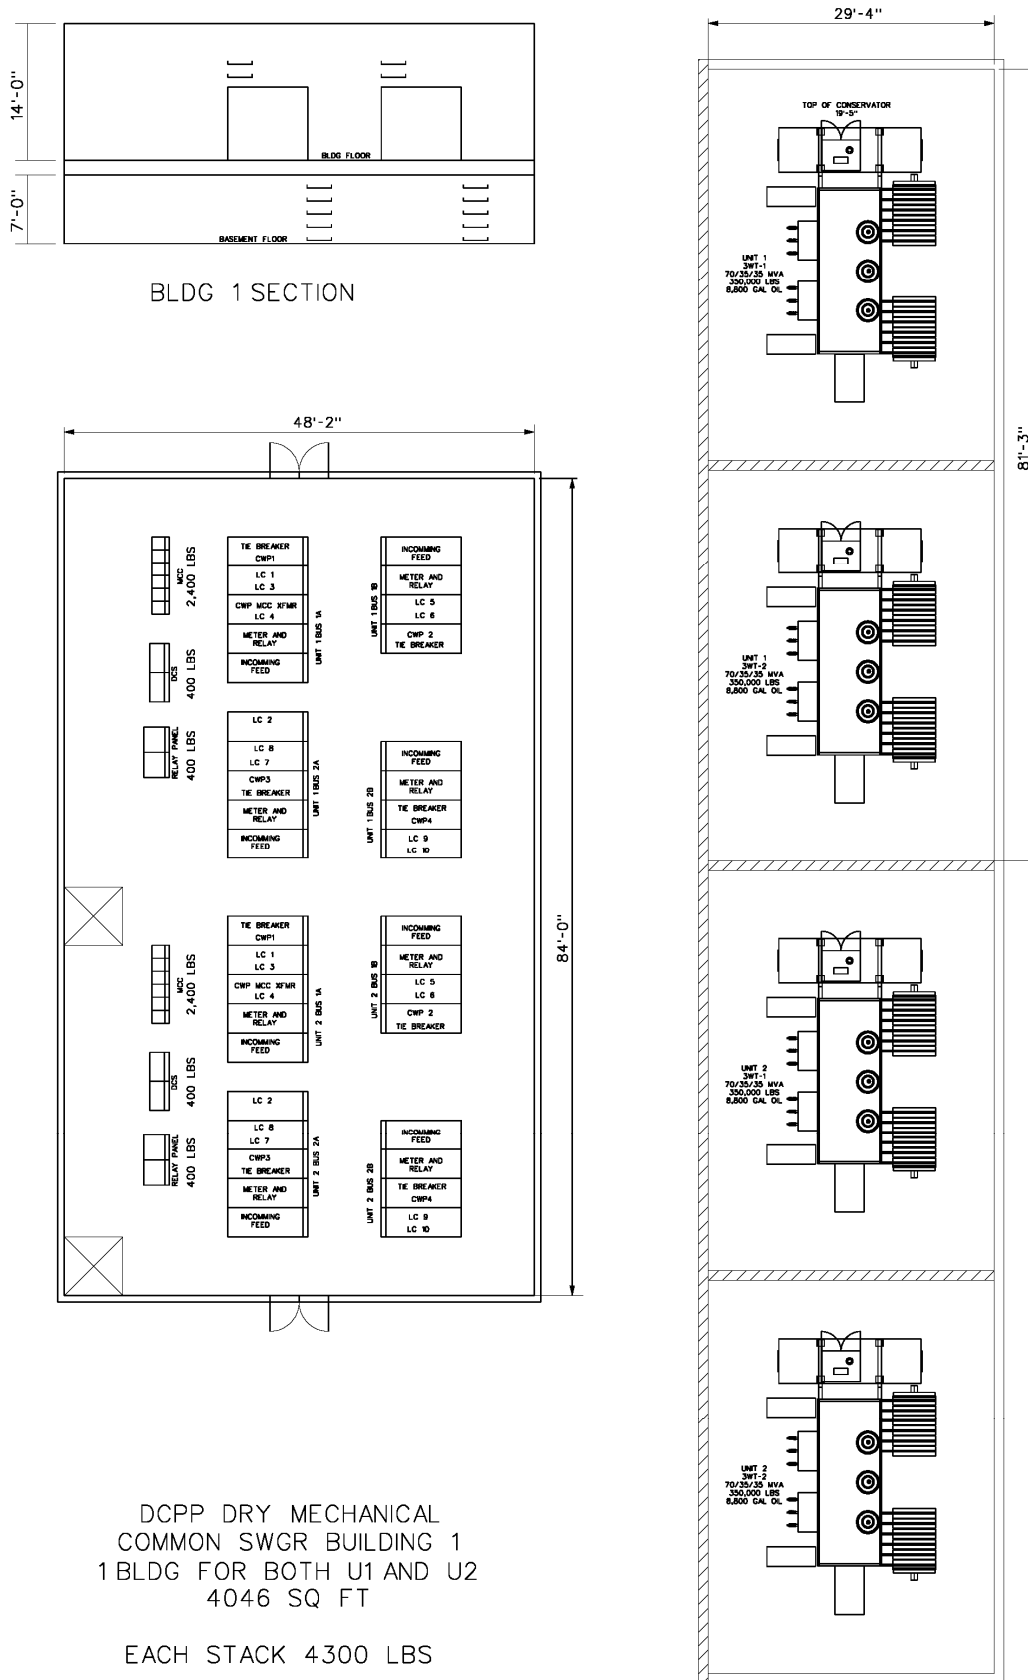 29'-4"
14'-0"
7'-0"
BLDG FLOOR
BASEMENT FLOOR
BLDG 1 SECTION
TOP OF CONSERVATOR
19'-5"
UNIT 1
3WT-1
70/35/35 MVA
350,000 LBS
8,800 GAL OIL
81'-3"
48'-2"
84'-0"
MCC
2,400 LBS
DCS
400 LBS
RELAY PANEL
400 LBS
TIE BREAKER
CWP1
LC 1
LC 3
CWP MCC XFMR
LC 4
METER AND
RELAY
INCOMMING
FEED
UNIT 1 BUS 1A
UNIT 1 BUS 1B
INCOMMING
FEED
METER AND
RELAY
LC 5
LC 6
CWP 2
TIE BREAKER
LC 2
LC 8
LC 7
CWP3
TIE BREAKER
METER AND
RELAY
INCOMMING
FEED
UNIT 1 BUS 2A
UNIT 1 BUS 2B
INCOMMING
FEED
METER AND
RELAY
TIE BREAKER
CWP4
LC 9
LC 10
UNIT 1
3WT-2
70/35/35 MVA
350,000 LBS
8,800 GAL OIL
MCC
2,400 LBS
DCS
400 LBS
RELAY PANEL
400 LBS
TIE BREAKER
CWP1
LC 1
LC 3
CWP MCC XFMR
LC 4
METER AND
RELAY
INCOMMING
FEED
UNIT 2 BUS 1A
UNIT 2 BUS 1B
INCOMMING
FEED
METER AND
RELAY
LC 5
LC 6
CWP 2
TIE BREAKER
LC 2
LC 8
LC 7
CWP3
TIE BREAKER
METER AND
RELAY
INCOMMING
FEED
UNIT 2 BUS 2A
UNIT 2 BUS 2B
INCOMMING
FEED
METER AND
RELAY
TIE BREAKER
CWP4
LC 9
LC 10
UNIT 2
3WT-1
70/35/35 MVA
350,000 LBS
8,800 GAL OIL
UNIT 2
3WT-2
70/35/35 MVA
350,000 LBS
8,800 GAL OIL
DCPP DRY MECHANICAL
COMMON SWGR BUILDING 1
1 BLDG FOR BOTH U1 AND U2
4046 SQ FT
EACH STACK 4300 LBS